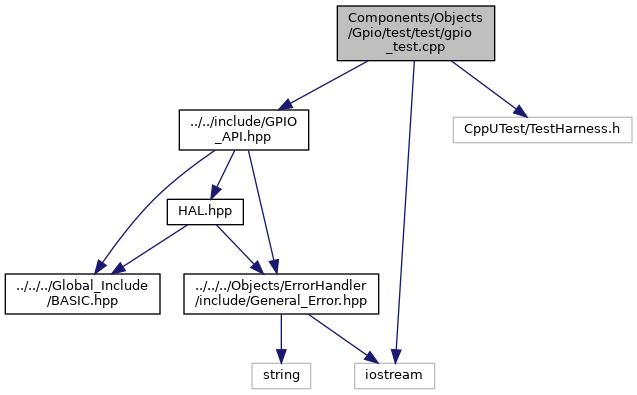 Components/Objects
/Gpio/test/test/gpio
_test.cpp
../../include/GPIO
_API.hpp
CppUTest/TestHarness.h
HAL.hpp
../../../Global_Include
/BASIC.hpp
../../../Objects/ErrorHandler
/include/General_Error.hpp
string
iostream